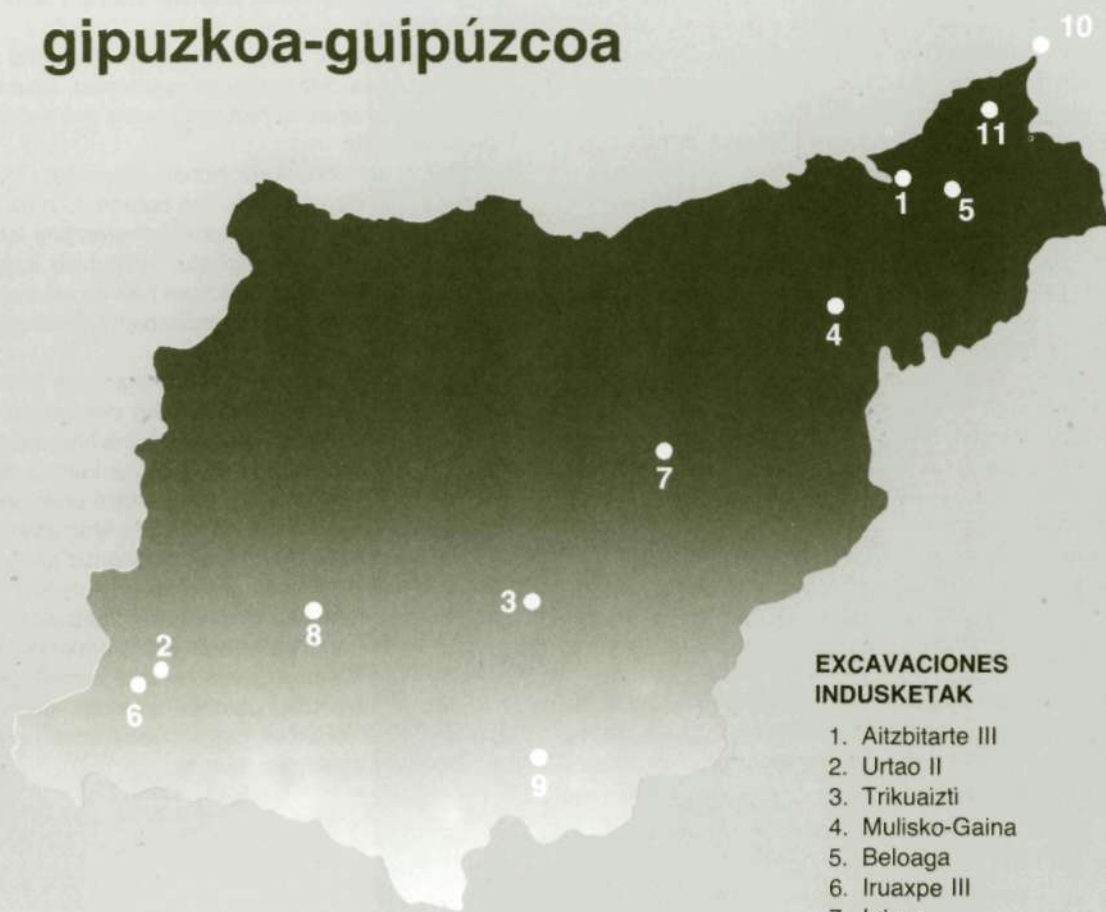 gipuzkoa-guipúzcoa
10
11
1
5
4
7
3
8
2
6
9
EXCAVACIONES
INDUSKETAK
1. Aitzbitarte III
2. Urtao II
3. Trikuaizti
4. Mulisko-Gaina
5. Beloaga
6. Iruaxpe III